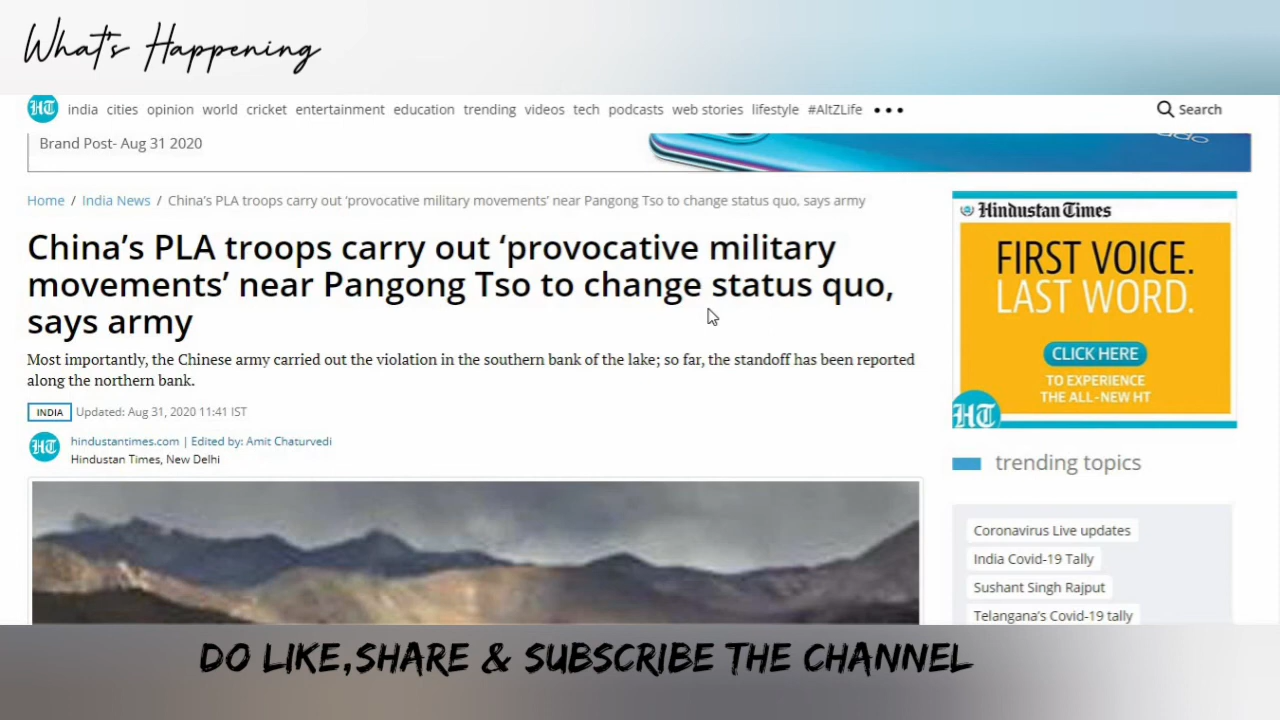 What's Happening
HT india cities opinion world cricket entertainment education trending videos tech podcasts web stories lifestyle #AltZLife ••• Search
Brand Post- Aug 31 2020
oppo
Home / India News / China's PLA troops carry out 'provocative military movements' near Pangong Tso to change status quo, says army
China's PLA troops carry out 'provocative military
movements' near Pangong Tso to change status quo,
says army
Most importantly, the Chinese army carried out the violation in the southern bank of the lake; so far, the standoff has been reported
along the northern bank.
INDIA Updated: Aug 31, 2020 11:41 IST
HT hindustantimes.com | Edited by: Amit Chaturvedi
Hindustan Times, New Delhi
Hindustan Times
FIRST VOICE.
LAST WORD.
CLICK HERE
TO EXPERIENCE
THE ALL-NEW HT
HT
trending topics
Coronavirus Live updates
India Covid-19 Tally
Sushant Singh Rajput
Telangana's Covid-19 tally
DO LIKE,SHARE & SUBSCRIBE THE CHANNEL